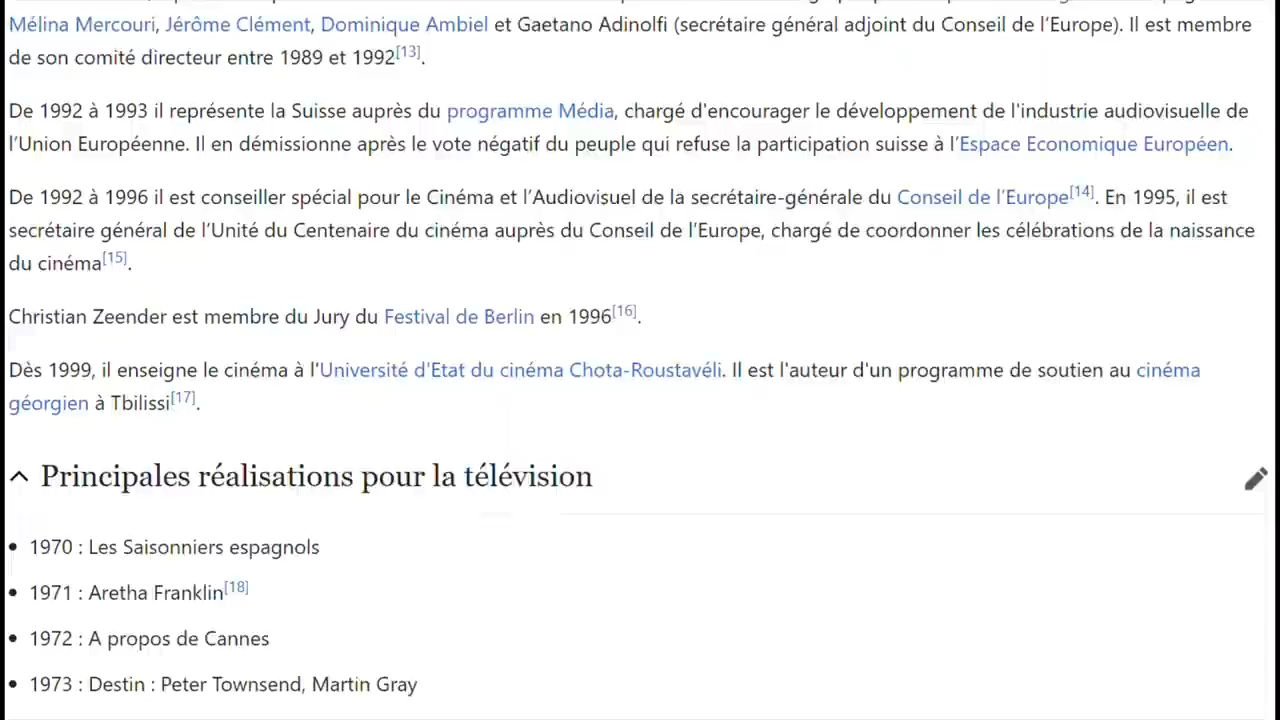 Mélina Mercouri, Jérôme Clément, Dominique Ambiel et Gaetano Adinolfi (secrétaire général adjoint du Conseil de l’Europe). Il est membre
de son comité directeur entre 1989 et 1992[13].
De 1992 à 1993 il représente la Suisse auprès du programme Média, chargé d'encourager le développement de l'industrie audiovisuelle de
l’Union Européenne. Il en démissionne après le vote négatif du peuple qui refuse la participation suisse à l’Espace Economique Européen.
De 1992 à 1996 il est conseiller spécial pour le Cinéma et l’Audiovisuel de la secrétaire-générale du Conseil de l’Europe[14]. En 1995, il est
secrétaire général de l’Unité du Centenaire du cinéma auprès du Conseil de l’Europe, chargé de coordonner les célébrations de la naissance
du cinéma[15].
Christian Zeender est membre du Jury du Festival de Berlin en 1996[16].
Dès 1999, il enseigne le cinéma à l'Université d'Etat du cinéma Chota-Roustavéli. Il est l'auteur d'un programme de soutien au cinéma
géorgien à Tbilissi[17].
Principales réalisations pour la télévision
• 1970 : Les Saisonniers espagnols
• 1971 : Aretha Franklin[18]
• 1972 : A propos de Cannes
• 1973 : Destin : Peter Townsend, Martin Gray